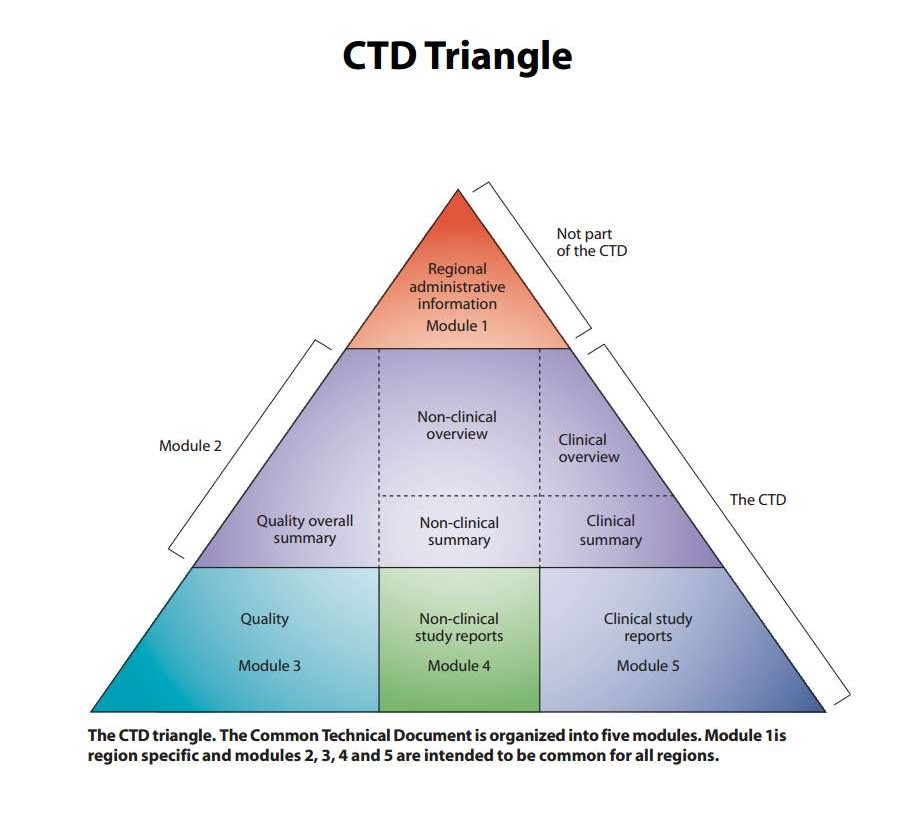 CTD Triangle
Not part
of the CTD
Regional
administrative
information
Module 1
Module 2
Non-clinical
overview
Clinical
overview
The CTD
Quality overall
summary
Non-clinical
summary
Clinical
summary
Quality
Module 3
Non-clinical
study reports
Module 4
Clinical study
reports
Module 5
The CTD triangle. The Common Technical Document is organized into five modules. Module 1is
region specific and modules 2, 3, 4 and 5 are intended to be common for all regions.